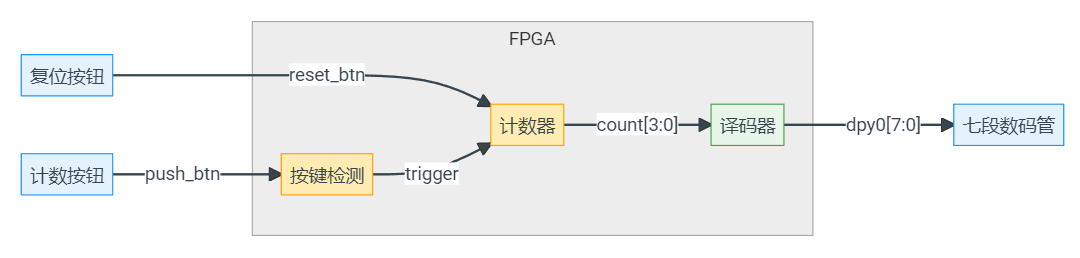 FPGA
复位按钮
reset_btn
计数器
count[3:0]
译码器
dpy0[7:0]
七段数码管
计数按钮
push_btn
按键检测
trigger